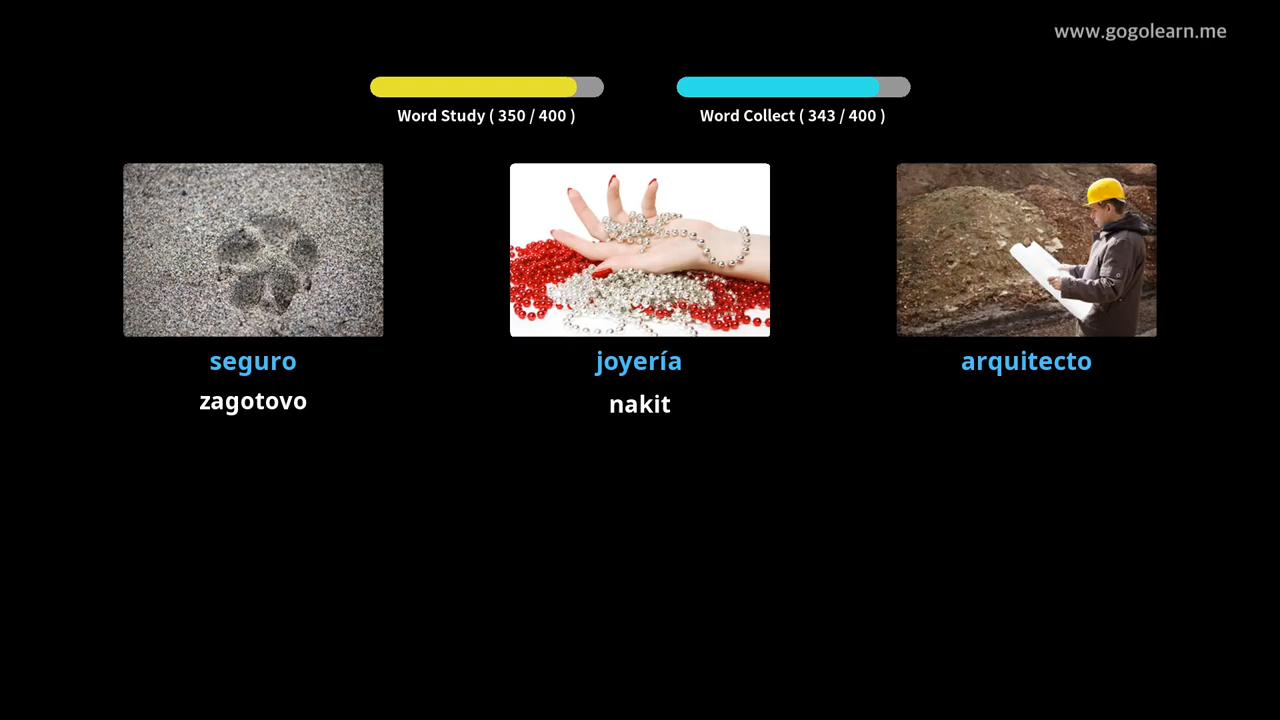 www.gogolearn.me
Word Study ( 350 / 400 )
Word Collect ( 343 / 400 )
seguro
joyería
arquitecto
zagotovo
nakit